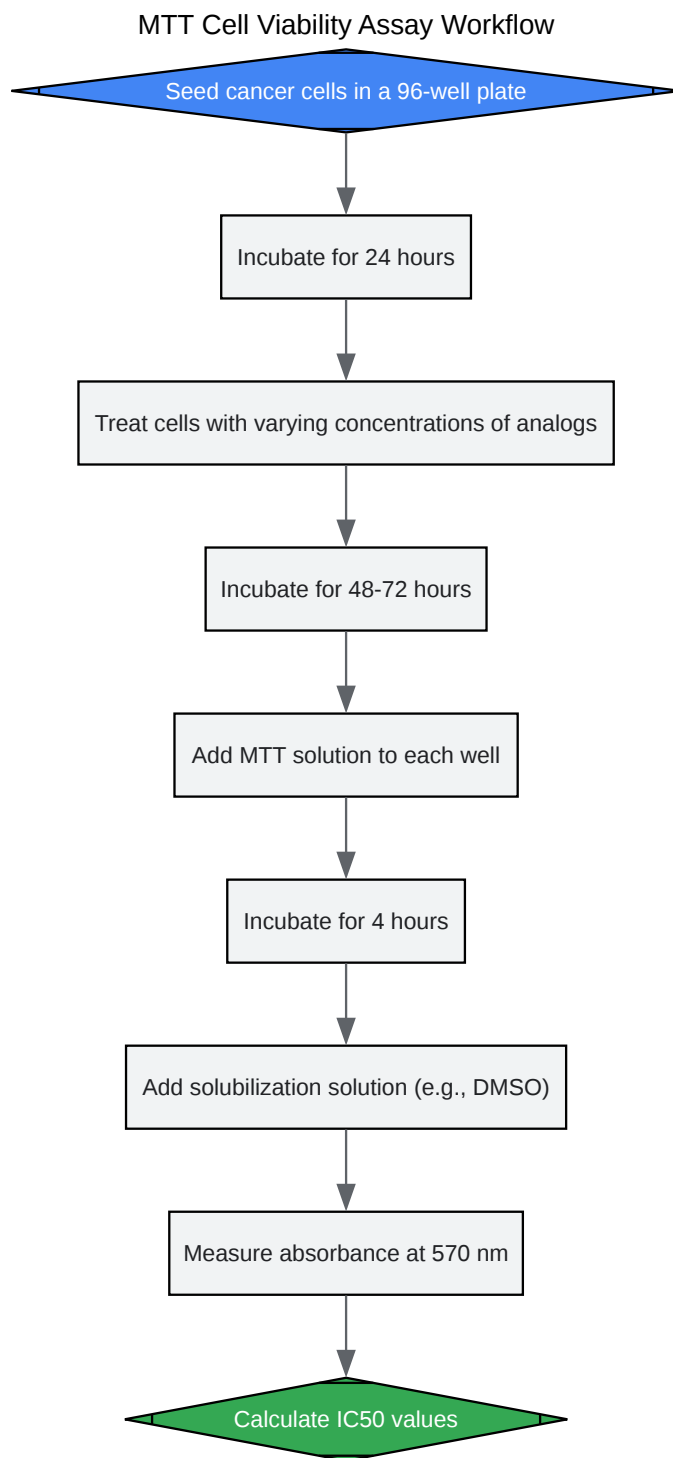 MTT Cell Viability Assay Workflow
Seed cancer cells in a 96-well plate
Incubate for 24 hours
Treat cells with varying concentrations of analogs
Incubate for 48-72 hours
Add MTT solution to each well
Incubate for 4 hours
Add solubilization solution (e.g., DMSO)
Measure absorbance at 570 nm
Calculate IC50 values